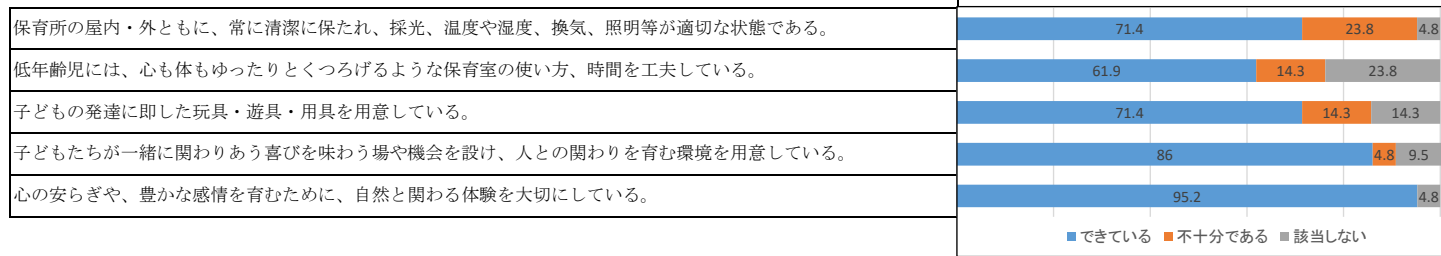 保育所の屋内・外ともに、常に清潔に保たれ、採光、温度や湿度、換気、照明等が適切な状態である。
71.4 23.8 4.8
低年齢児には、心も体もゆったりとくつろげるような保育室の使い方、時間を工夫している。
61.9 14.3 23.8
子どもの発達に即した玩具・遊具・用具を用意している。
71.4 14.3 14.3
子どもたちが一緒に関わりあう喜びを味わう場や機会を設け、人との関わりを育む環境を用意している。
86 4.8 9.5
心の安らぎや、豊かな感情を育むために、自然と関わる体験を大切にしている。
95.2 4.8
できている 不十分である 該当しない